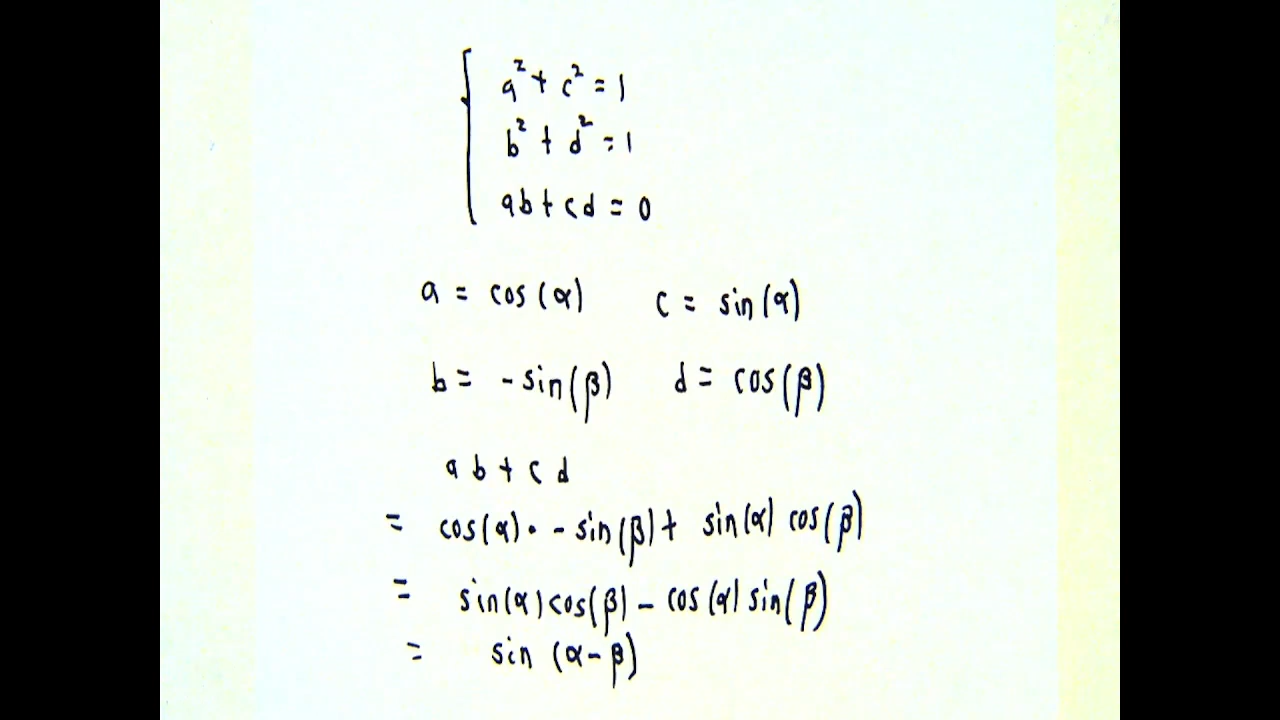 a² + c² = 1
b² + d² = 1
ab + cd = 0
a = cos(α) c = sin(α)
b = -sin(β) d = cos(β)
ab + cd
= cos(α) · -sin(β) + sin(α) cos(β)
= sin(α)cos(β) - cos(α)sin(β)
= sin(α-β)